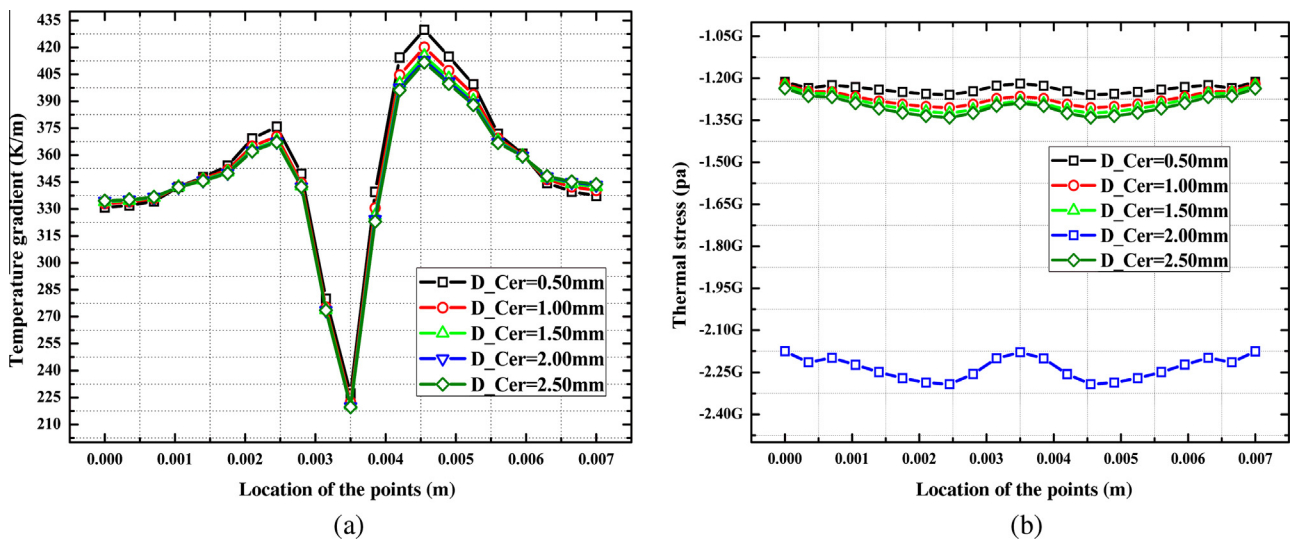 435
420
405
390
375
360
345
330
315
300
285
270
255
240
225
210
Temperature gradient (K/m)
D_Cer=0.50mm
D_Cer=1.00mm
D_Cer=1.50mm
D_Cer=2.00mm
D_Cer=2.50mm
0.000 0.001 0.002 0.003 0.004 0.005 0.006 0.007
Location of the points (m)
(a)
-1.05G
-1.20G
-1.35G
-1.50G
-1.65G
-1.80G
-1.95G
-2.10G
-2.25G
-2.40G
Thermal stress (pa)
D_Cer=0.50mm
D_Cer=1.00mm
D_Cer=1.50mm
D_Cer=2.00mm
D_Cer=2.50mm
0.000 0.001 0.002 0.003 0.004 0.005 0.006 0.007
Location of the points (m)
(b)